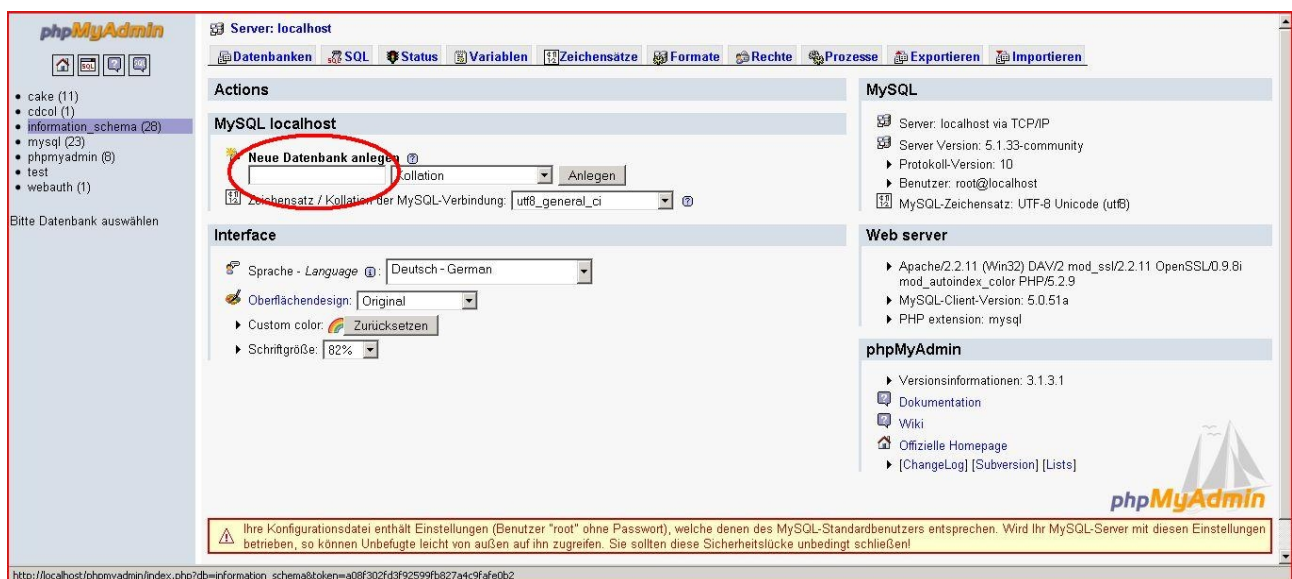 phpMyAdmin
SQL
cake (11)
cdcol (1)
information_schema (28)
mysql (23)
phpmyadmin (8)
test
webauth (1)
Bitte Datenbank auswählen
Server: localhost
Datenbanken SQL Status Variablen Zeichensätze Formate Rechte Prozesse Exportieren Importieren
Actions
MySQL localhost
Neue Datenbank anlegen
Kollation Anlegen
Zeichensatz / Kollation der MySQL-Verbindung: utf8_general_ci
Interface
Sprache - Language : Deutsch - German
Oberflächendesign: Original
Custom color: Zurücksetzen
Schriftgröße: 82%
MySQL
Server: localhost via TCP/IP
Server Version: 5.1.33-community
Protokoll-Version: 10
Benutzer: root@localhost
MySQL-Zeichensatz: UTF-8 Unicode (utf8)
Web server
Apache/2.2.11 (Win32) DAV/2 mod_ssl/2.2.11 OpenSSL/0.9.8i
mod_autoindex_color PHP/5.2.9
MySQL-Client-Version: 5.0.51a
PHP extension: mysql
phpMyAdmin
Versionsinformationen: 3.1.3.1
Dokumentation
Wiki
Offizielle Homepage
[ChangeLog] [Subversion] [Lists]
phpMyAdmin
Ihre Konfigurationsdatei enthält Einstellungen (Benutzer "root" ohne Passwort), welche denen des MySQL-Standardbenutzers entsprechen. Wird Ihr MySQL-Server mit diesen Einstellungen
betrieben, so können Unbefugte leicht von außen auf ihn zugreifen. Sie sollten diese Sicherheitslücke unbedingt schließen!
http://localhost/phpmyadmin/index.php?db=information_schema&token=a08f302fd3f92599fb827a4c9fafe0b2